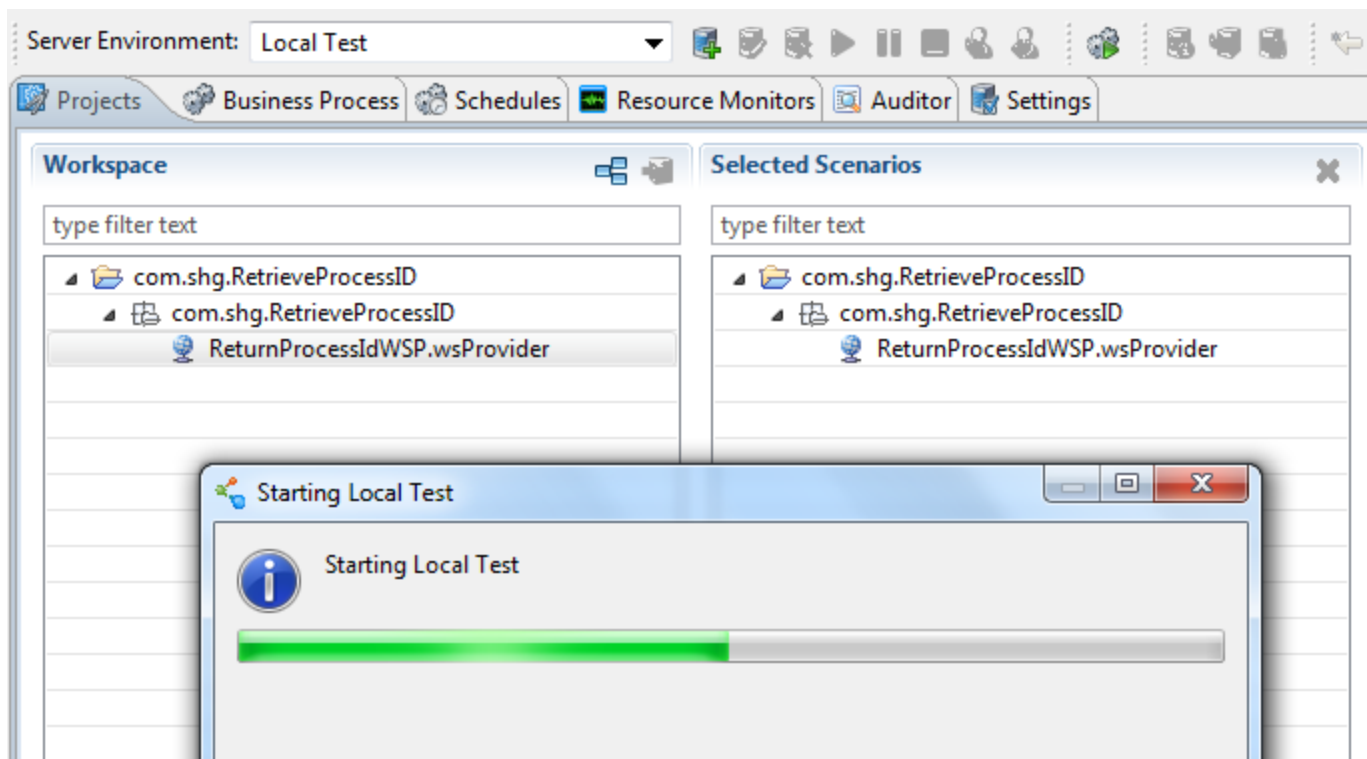 Server Environment: Local Test
Projects Business Process Schedules Resource Monitors Auditor Settings
Workspace
type filter text
com.shg.RetrieveProcessID
com.shg.RetrieveProcessID
ReturnProcessIdWSP.wsProvider
Selected Scenarios
type filter text
com.shg.RetrieveProcessID
com.shg.RetrieveProcessID
ReturnProcessIdWSP.wsProvider
Starting Local Test
Starting Local Test